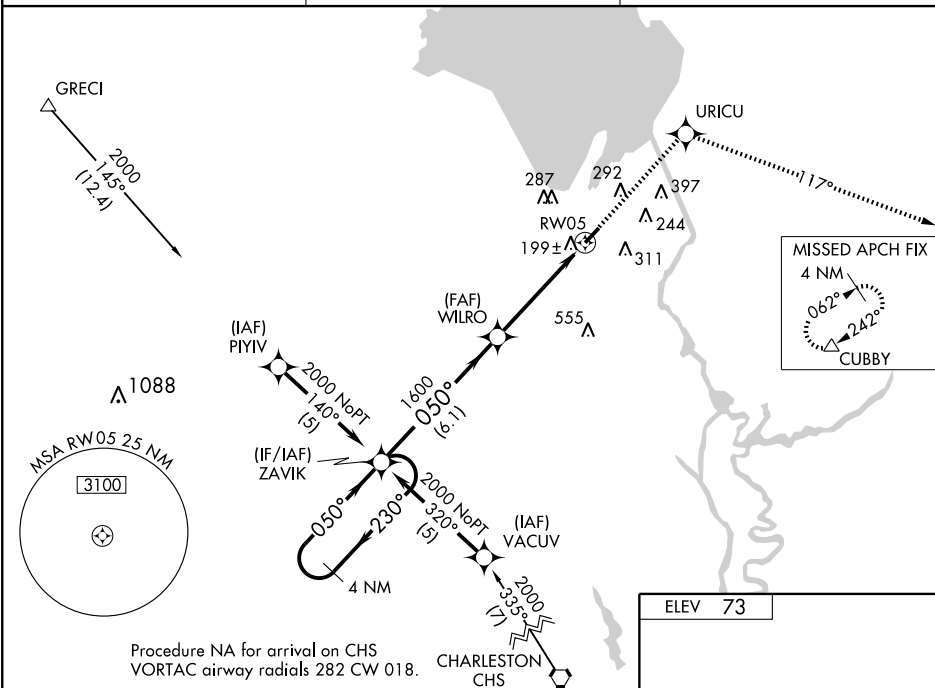 GRECI
2000
145°
(12.4)
URICU
287
292
397
244
RW05
199±
311
117°
MISSED APCH FIX
4 NM
062°
242°
CUBBY
(FAF)
WILRO
555
(IAF)
PIYIV
2000 NoPT
140°
(5)
1600
050°
(6.1)
1088
MSA RW05 25 NM
3100
(IF/IAF)
ZAVIK
050°
230°
4 NM
2000 NoPT
320°
(5)
(IAF)
VACUV
2000
335°
(7)
CHARLESTON
CHS
ELEV 73
Procedure NA for arrival on CHS
VORTAC airway radials 282 CW 018.